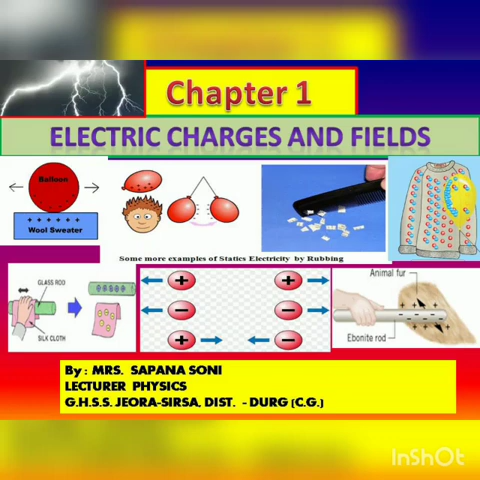 Chapter 1
ELECTRIC CHARGES AND FIELDS
Balloon
+ + + + + +
Wool Sweater
Some more examples of Statics Electricity by Rubbing
GLASS ROD
SILK CLOTH
+ +
− −
+ −
Animal fur
Ebonite rod
By : MRS. SAPANA SONI
LECTURER PHYSICS
G.H.S.S. JEORA-SIRSA, DIST. - DURG (C.G.)
InShOt